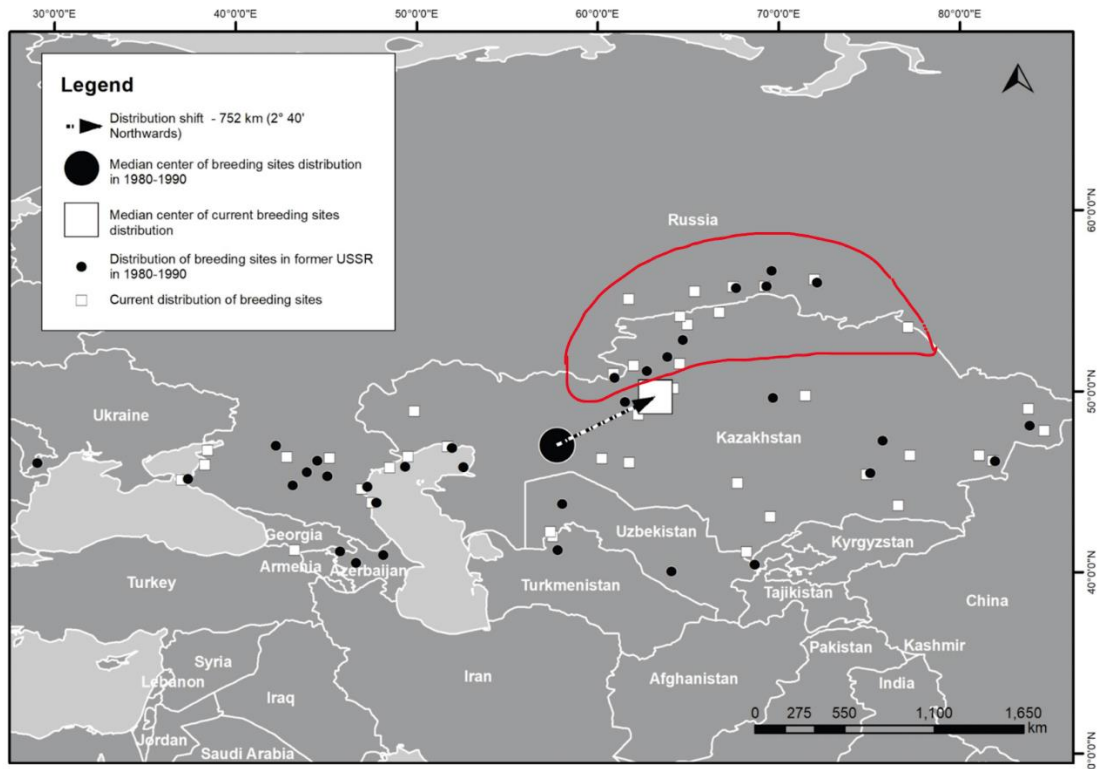 30°0'0"E 40°0'0"E 50°0'0"E 60°0'0"E 70°0'0"E 80°0'0"E
Legend
Distribution shift - 752 km (2° 40'
Northwards)
Median center of breeding sites distribution
in 1980-1990
Median center of current breeding sites
distribution
Distribution of breeding sites in former USSR
in 1980-1990
Current distribution of breeding sites
60°0'0"N
Russia
50°0'0"N
Ukraine
Kazakhstan
Georgia
Uzbekistan
Kyrgyzstan
Armenia
Azerbaijan
Turkey
Turkmenistan
Tajikistan
40°0'0"N
China
Syria
Iran
Afghanistan
Pakistan
Kashmir
Lebanon
Iraq
India
Jordan
Saudi Arabia
0 275 550 1,100 1,650
km